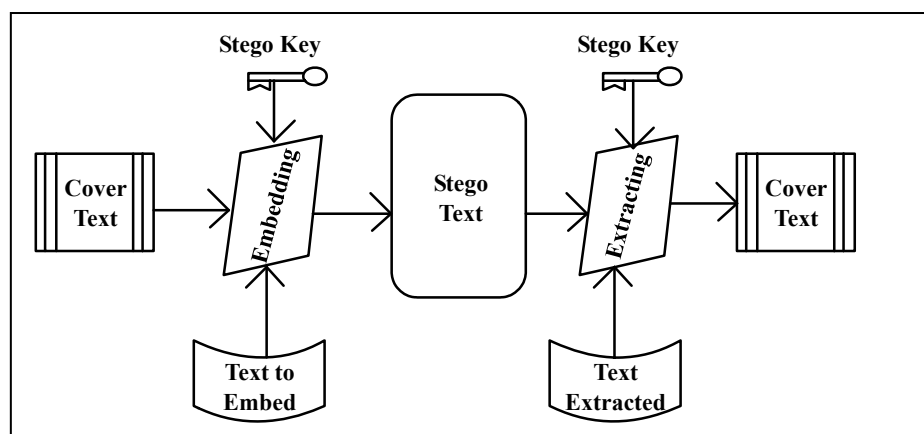 Stego Key
Stego Key
Cover
Text
Embedding
Stego
Text
Extracting
Cover
Text
Text to
Embed
Text
Extracted